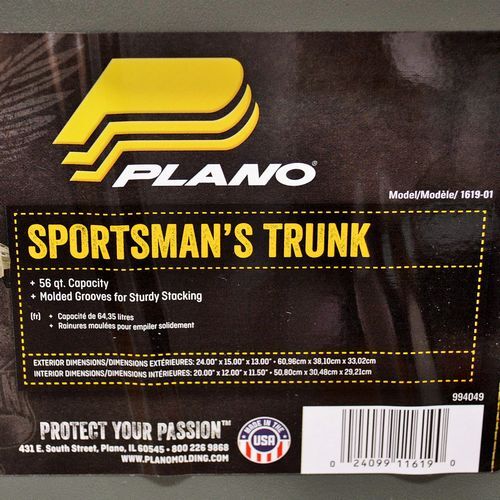 PLANO®
Model/Modèle/ 1619-01
SPORTSMAN'S TRUNK
+ 56 qt. Capacity
+ Molded Grooves for Sturdy Stacking
(fr) + Capacité de 64,35 litres
+ Rainures moulées pour empiler solidement
EXTERIOR DIMENSIONS/DIMENSIONS EXTÉRIEURES: 24.00" x 15.00" x 13.00" • 60,96cm x 38,10cm x 33,02cm
INTERIOR DIMENSIONS/DIMENSIONS INTÉRIEURES: 20.00" x 12.00" x 11.50" • 50,80cm x 30,48cm x 29,21cm
994049
PROTECT YOUR PASSION™
431 E. South Street, Plano, IL 60545 • 800 226 9868
WWW.PLANOMOLDING.COM
MADE IN THE
USA
0 24099 11619 0